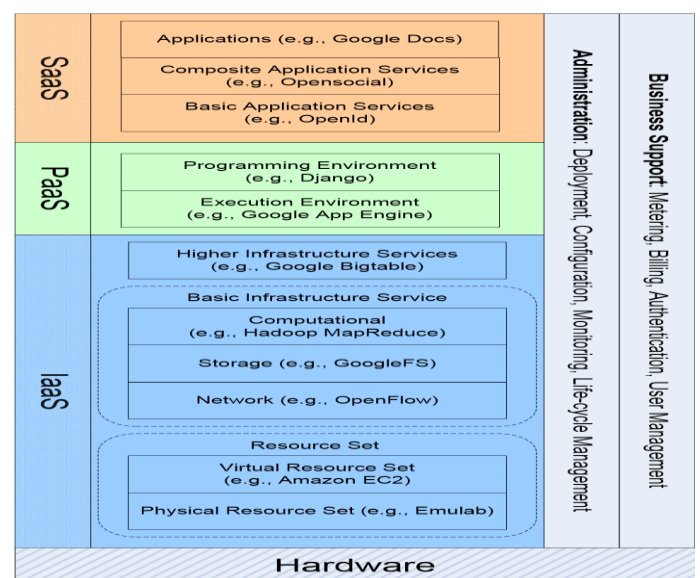 SaaS
Applications (e.g., Google Docs)
Composite Application Services
(e.g., Opensocial)
Basic Application Services
(e.g., OpenId)
PaaS
Programming Environment
(e.g., Django)
Execution Environment
(e.g., Google App Engine)
IaaS
Higher Infrastructure Services
(e.g., Google Bigtable)
Basic Infrastructure Service
Computational
(e.g., Hadoop MapReduce)
Storage (e.g., GoogleFS)
Network (e.g., OpenFlow)
Resource Set
Virtual Resource Set
(e.g., Amazon EC2)
Physical Resource Set (e.g., Emulab)
Administration: Deployment, Configuration, Monitoring, Life-cycle Management
Business Support: Metering, Billing, Authentication, User Management
Hardware